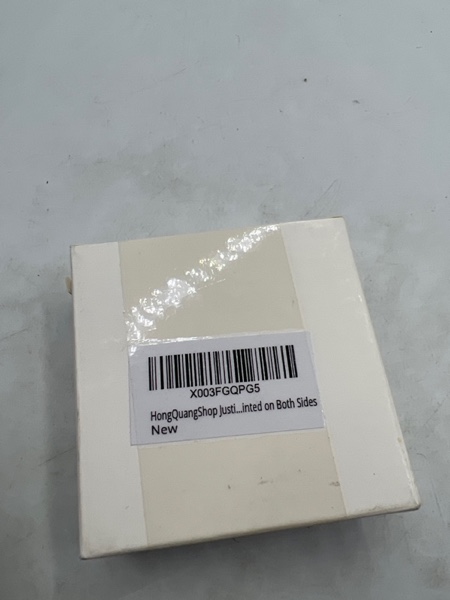 X003FGQPG5
HongQuangShop Justi...inted on Both Sides
New